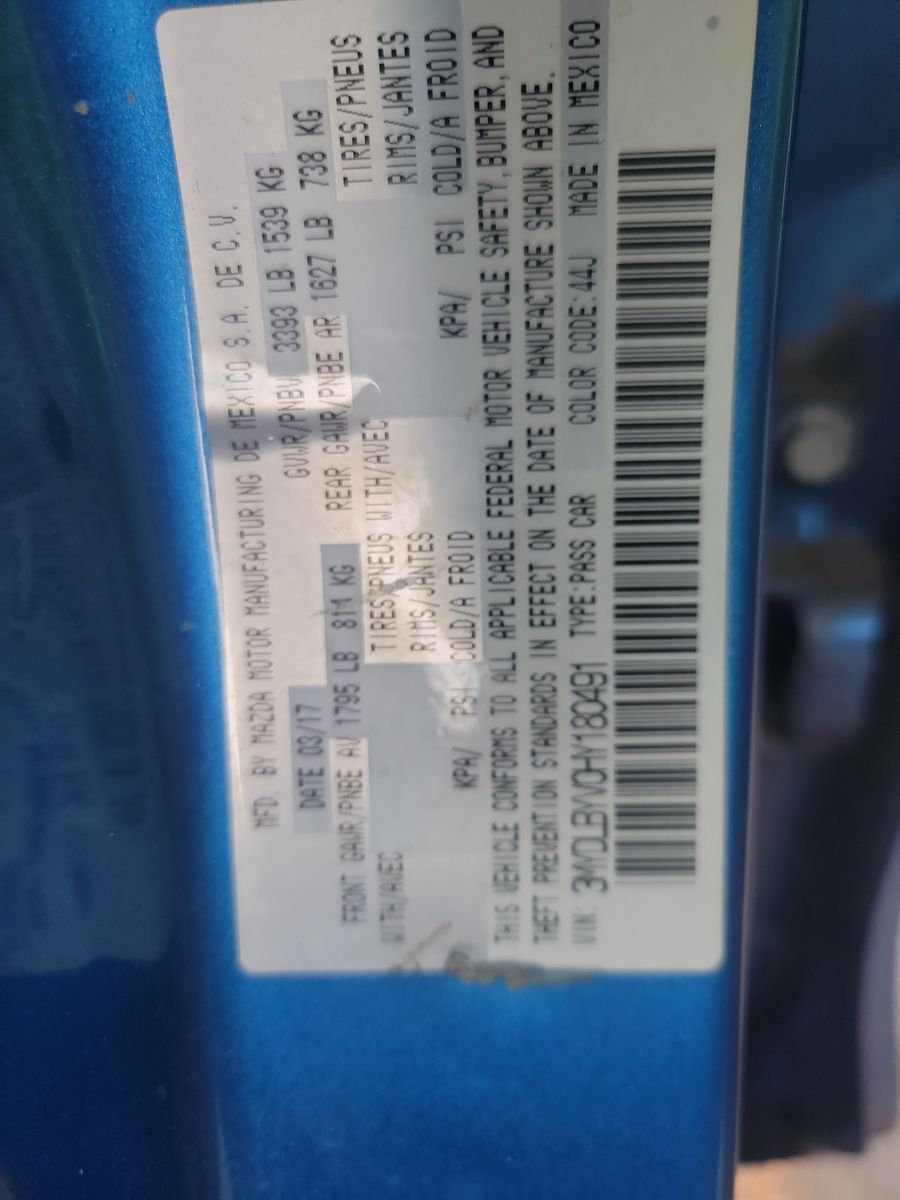 MFD. BY MAZDA MOTOR MANUFACTURING DE MEXICO S.A. DE C.V.
DATE 03/17 GVWR/PNBV 3393 LB 1539 KG
FRONT GAWR/PNBE AV 1795 LB 814 KG REAR GAWR/PNBE AR 1627 LB 738 KG
WITH/AVEC TIRES/PNEUS WITH/AVEC TIRES/PNEUS
RIMS/JANTES RIMS/JANTES
KPA/ PSI COLD/A FROID KPA/ PSI COLD/A FROID
THIS VEHICLE CONFORMS TO ALL APPLICABLE FEDERAL MOTOR VEHICLE SAFETY, BUMPER, AND
THEFT PREVENTION STANDARDS IN EFFECT ON THE DATE OF MANUFACTURE SHOWN ABOVE.
VIN: 3MYDLBYV0HY180491 TYPE:PASS CAR COLOR CODE:44J MADE IN MEXICO